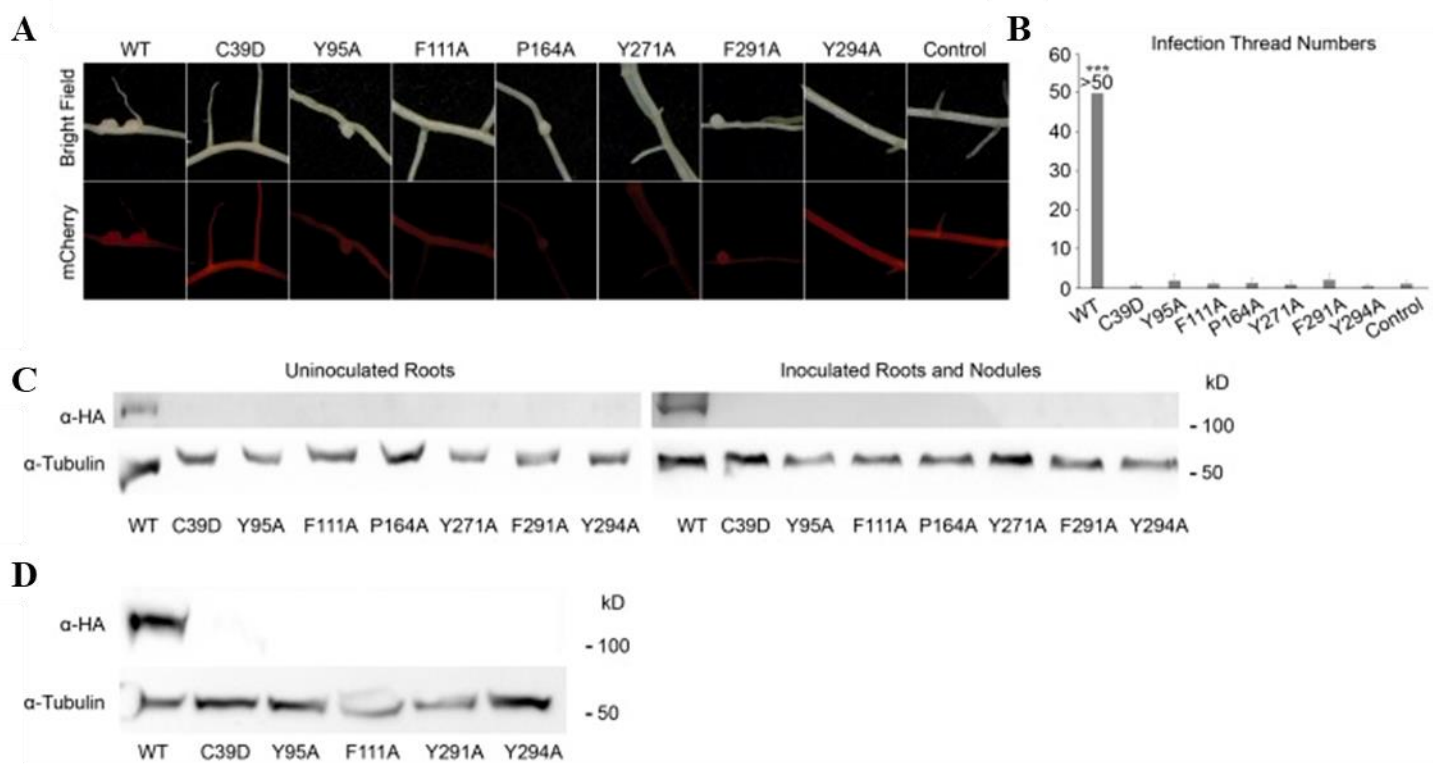 A
WT C39D Y95A F111A P164A Y271A F291A Y294A Control
Bright Field
mCherry
B
Infection Thread Numbers
60
***
>50
50
40
30
20
10
0
WT C39D Y95A F111A P164A Y271A F291A Y294A Control
C
Uninoculated Roots Inoculated Roots and Nodules
kD
α-HA
- 100
α-Tubulin
- 50
WT C39D Y95A F111A P164A Y271A F291A Y294A WT C39D Y95A F111A P164A Y271A F291A Y294A
D
kD
α-HA
- 100
α-Tubulin
- 50
WT C39D Y95A F111A Y291A Y294A